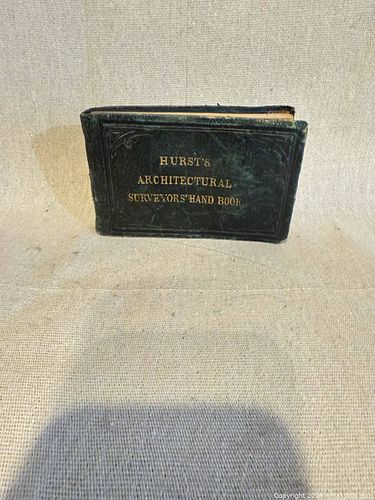 HURST'S
ARCHITECTURAL
SURVEYORS' HAND BOOK